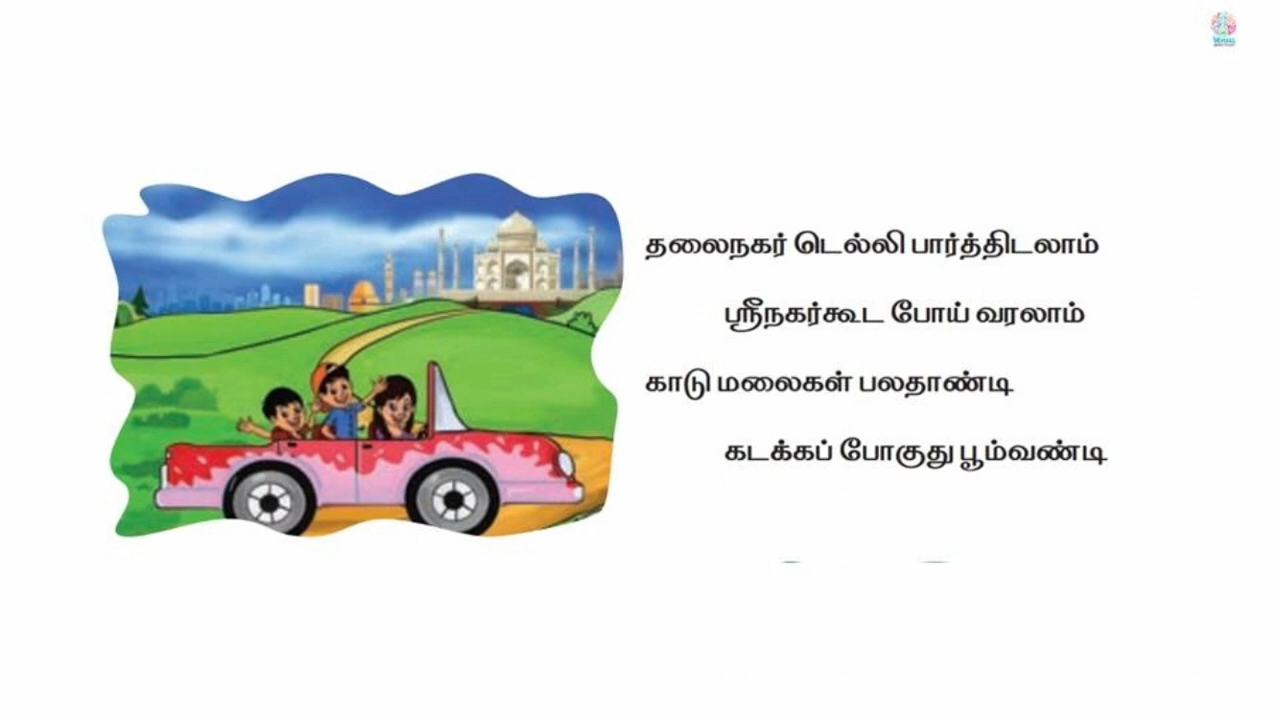 தலைநகர் டெல்லி பார்த்திடலாம்
ஸ்ரீநகர்கூட போய் வரலாம்
காடு மலைகள் பலதாண்டி
கடக்கப் போகுது பூம்வண்டி